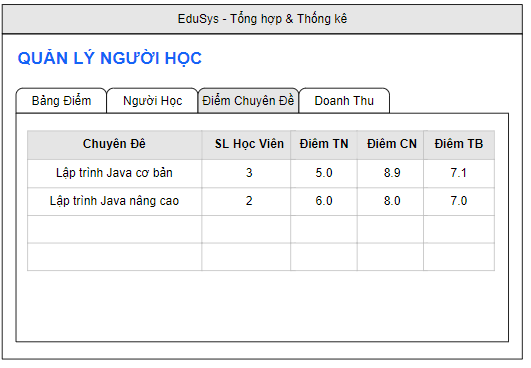 EduSys - Tổng hợp & Thống kê
QUẢN LÝ NGƯỜI HỌC
Bảng Điểm Người Học Điểm Chuyên Đề Doanh Thu
Chuyên Đề SL Học Viên Điểm TN Điểm CN Điểm TB
Lập trình Java cơ bản 3 5.0 8.9 7.1
Lập trình Java nâng cao 2 6.0 8.0 7.0